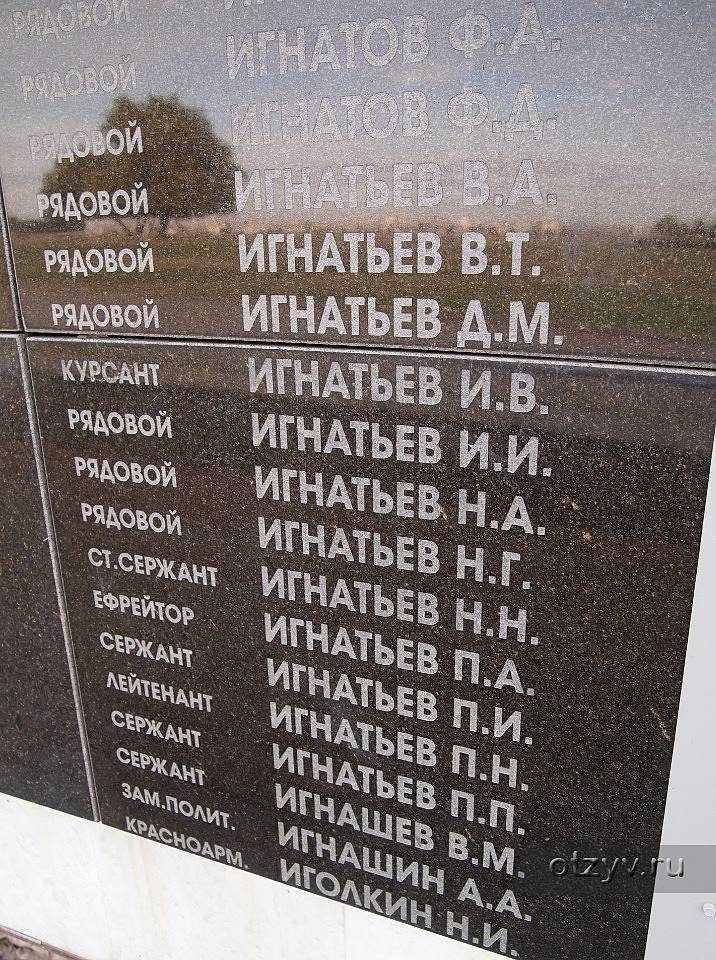 РЯДОВОЙ
РЯДОВОЙ ИГНАТОВ Ф.А.
РЯДОВОЙ ИГНАТОВ Ф.Д.
РЯДОВОЙ ИГНАТЬЕВ В.А.
РЯДОВОЙ ИГНАТЬЕВ В.Т.
РЯДОВОЙ ИГНАТЬЕВ Д.М.
КУРСАНТ ИГНАТЬЕВ И.В.
РЯДОВОЙ ИГНАТЬЕВ И.И.
РЯДОВОЙ ИГНАТЬЕВ Н.А.
РЯДОВОЙ ИГНАТЬЕВ Н.Г.
СТ.СЕРЖАНТ ИГНАТЬЕВ Н.Н.
ЕФРЕЙТОР ИГНАТЬЕВ П.А.
СЕРЖАНТ ИГНАТЬЕВ П.И.
ЛЕЙТЕНАНТ ИГНАТЬЕВ П.Н.
СЕРЖАНТ ИГНАТЬЕВ П.П.
СЕРЖАНТ ИГНАШЕВ В.М.
ЗАМ.ПОЛИТ. ИГНАШИН А.А.
КРАСНОАРМ. ИГОЛКИН Н.И.
otzyv.ru